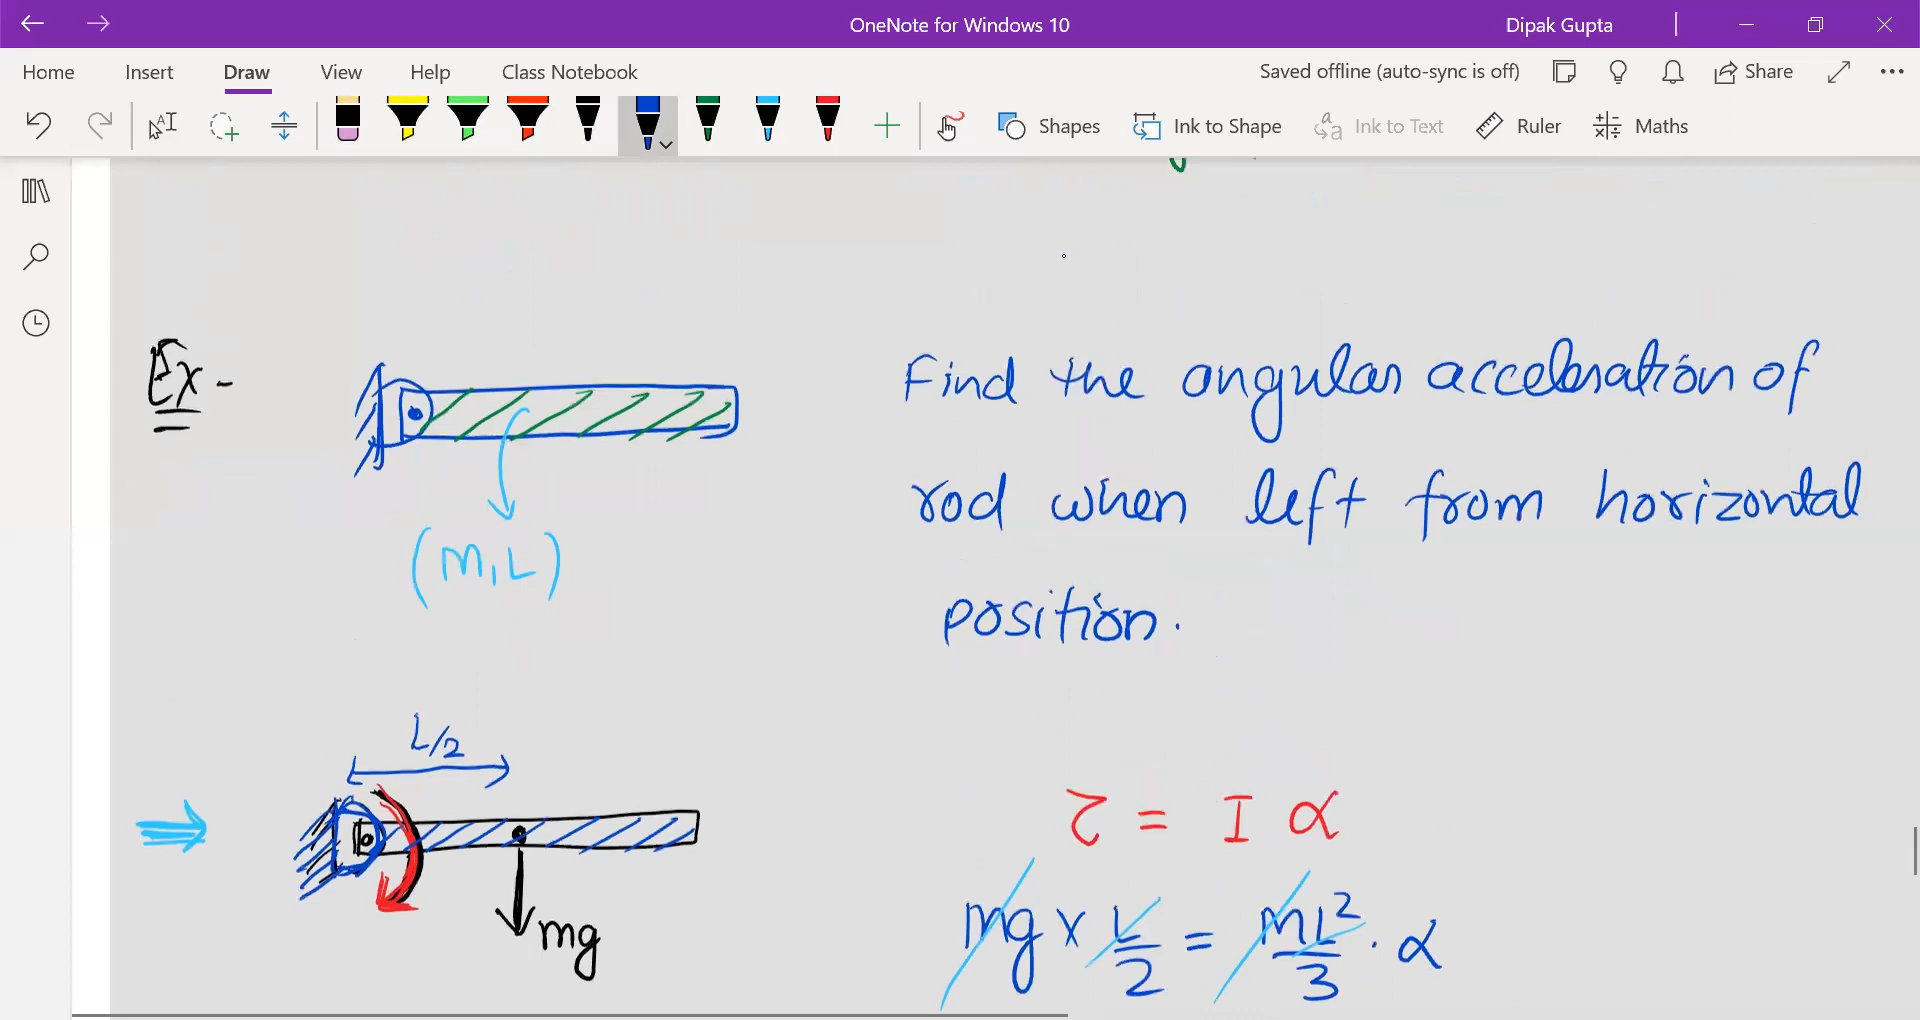 OneNote for Windows 10
Dipak Gupta
Home Insert Draw View Help Class Notebook
Saved offline (auto-sync is off) Share
Shapes Ink to Shape Ink to Text Ruler Maths
Ex -
Find the angular acceleration of
rod when left from horizontal
position.
(M, L)
L/2
mg
τ = I α
mg x L/2 = ML²/3 . α